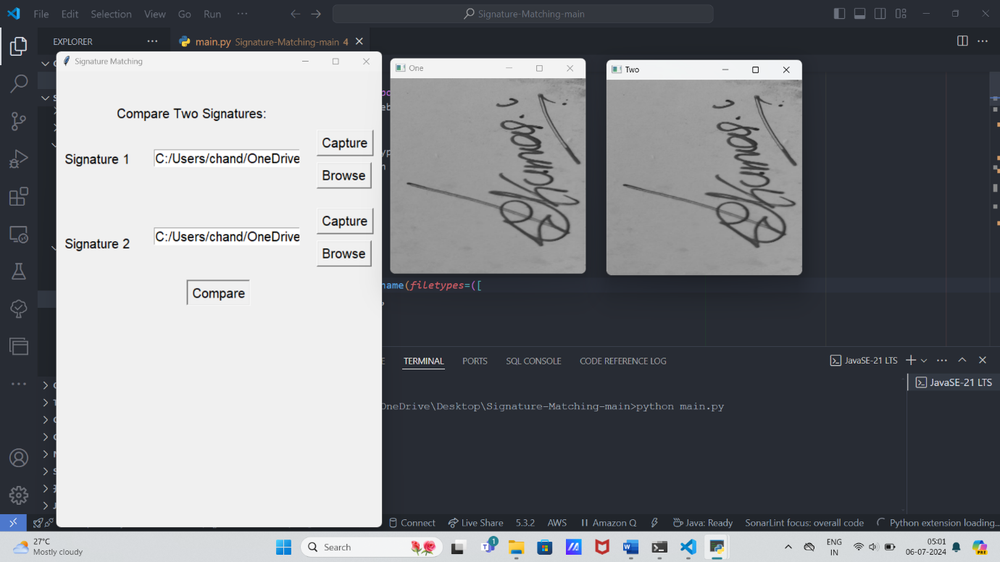 File Edit Selection View Go Run ··· Signature-Matching-main
EXPLORER ··· main.py Signature-Matching-main 4
Signature Matching
One
Two
Compare Two Signatures:
Capture
Signature 1 C:/Users/chand/OneDrive
Browse
Capture
Signature 2 C:/Users/chand/OneDrive
Browse
Compare
name(filetypes=([
TERMINAL PORTS SQL CONSOLE CODE REFERENCE LOG JavaSE-21 LTS
JavaSE-21 LTS
OneDrive\Desktop\Signature-Matching-main>python main.py
Connect Live Share 5.3.2 AWS Amazon Q Java: Ready SonarLint focus: overall code Python extension loading...
27°C
Mostly cloudy
Search
1
ENG
IN
05:01
06-07-2024
PRE